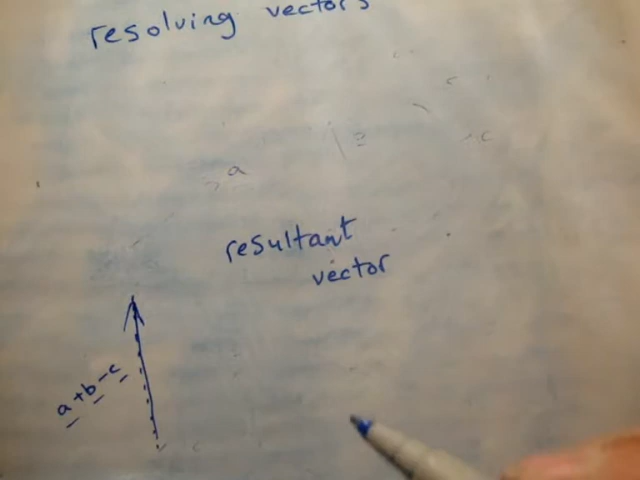 resolving vectors
a
resultant
vector
a+b-c